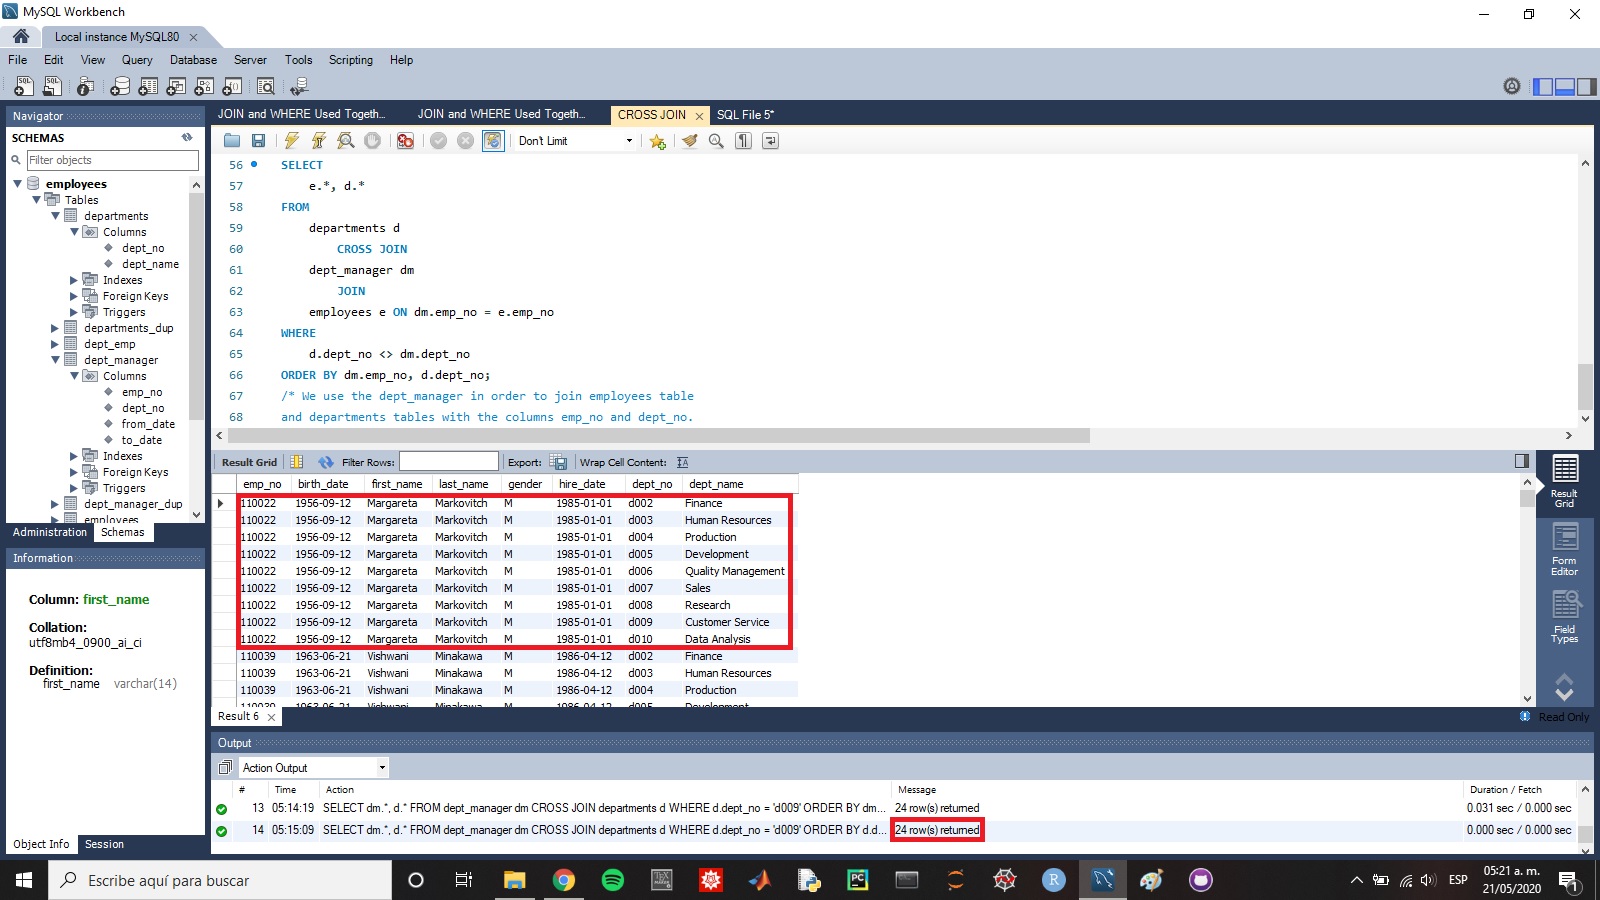 MySQL Workbench
Local instance MySQL80
File Edit View Query Database Server Tools Scripting Help
Navigator
SCHEMAS
Filter objects
employees
Tables
departments
Columns
dept_no
dept_name
Indexes
Foreign Keys
Triggers
departments_dup
dept_emp
dept_manager
Columns
emp_no
dept_no
from_date
to_date
Indexes
Foreign Keys
Triggers
dept_manager_dup
employees
Administration Schemas
Information
Column: first_name
Collation:
utf8mb4_0900_ai_ci
Definition:
first_name varchar(14)
Object Info Session
JOIN and WHERE Used Togeth... JOIN and WHERE Used Togeth... CROSS JOIN SQL File 5*
Don't Limit
56 SELECT
57 e.*, d.*
58 FROM
59 departments d
60 CROSS JOIN
61 dept_manager dm
62 JOIN
63 employees e ON dm.emp_no = e.emp_no
64 WHERE
65 d.dept_no <> dm.dept_no
66 ORDER BY dm.emp_no, d.dept_no;
67 /* We use the dept_manager in order to join employees table
68 and departments tables with the columns emp_no and dept_no.
Result Grid Filter Rows: Export: Wrap Cell Content:
emp_no birth_date first_name last_name gender hire_date dept_no dept_name
110022 1956-09-12 Margareta Markovitch M 1985-01-01 d002 Finance
110022 1956-09-12 Margareta Markovitch M 1985-01-01 d003 Human Resources
110022 1956-09-12 Margareta Markovitch M 1985-01-01 d004 Production
110022 1956-09-12 Margareta Markovitch M 1985-01-01 d005 Development
110022 1956-09-12 Margareta Markovitch M 1985-01-01 d006 Quality Management
110022 1956-09-12 Margareta Markovitch M 1985-01-01 d007 Sales
110022 1956-09-12 Margareta Markovitch M 1985-01-01 d008 Research
110022 1956-09-12 Margareta Markovitch M 1985-01-01 d009 Customer Service
110022 1956-09-12 Margareta Markovitch M 1985-01-01 d010 Data Analysis
110039 1963-06-21 Vishwani Minakawa M 1986-04-12 d002 Finance
110039 1963-06-21 Vishwani Minakawa M 1986-04-12 d003 Human Resources
110039 1963-06-21 Vishwani Minakawa M 1986-04-12 d004 Production
110039 1963-06-21 Vishwani Minakawa M 1986-04-12 d005 Development
Result Grid
Form Editor
Field Types
Result 6
Read Only
Output
Action Output
# Time Action Message Duration / Fetch
13 05:14:19 SELECT dm.*, d.* FROM dept_manager dm CROSS JOIN departments d WHERE d.dept_no = 'd009' ORDER BY dm... 24 row(s) returned 0.031 sec / 0.000 sec
14 05:15:09 SELECT dm.*, d.* FROM dept_manager dm CROSS JOIN departments d WHERE d.dept_no = 'd009' ORDER BY d.d... 24 row(s) returned 0.000 sec / 0.000 sec
Escribe aquí para buscar
ESP
05:21 a. m.
21/05/2020
1